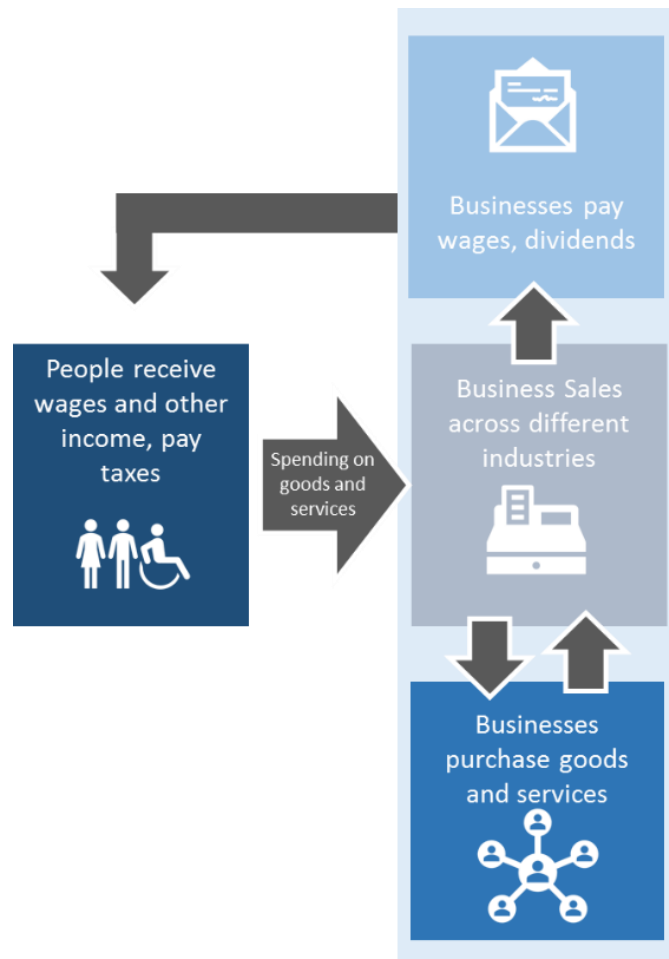 Businesses pay
wages, dividends
People receive
wages and other
income, pay
taxes
Spending on
goods and
services
Business Sales
across different
industries
Businesses
purchase goods
and services